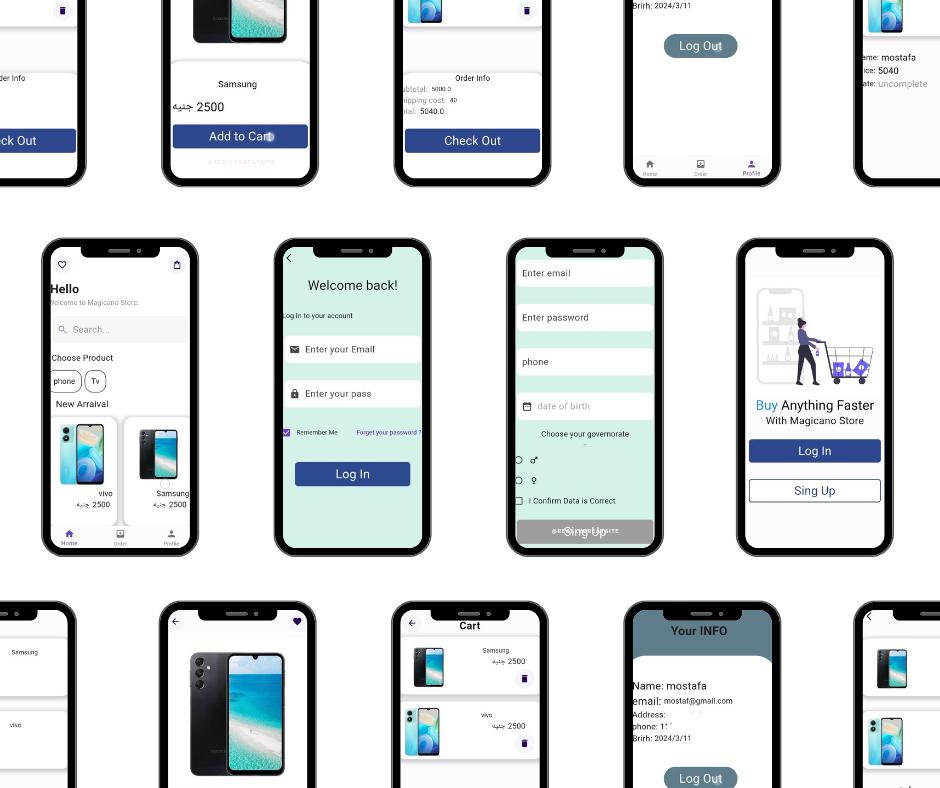 der Info
ck Out
Samsung
2500 جنيه
Add to Cart
@REALLYGREATSITE
Order Info
ubtotal: 5000.0
hipping cost: 40
tal: 5040.0
Check Out
Brirh: 2024/3/11
Log Out
Home
Order
Profile
ame: mostafa
ice: 5040
ate: uncomplete
Hello
Welcome to Magicano Store.
Search...
Choose Product
phone
Tv
New Arraival
vivo
2500 جنيه
Samsung
2500 جنيه
Home
Order
Profile
Welcome back!
Log In to your account
Enter your Email
Enter your pass
Remember Me
Forget your password ?
Log In
Enter email
Enter password
phone
date of birth
Choose your governorate
I Confirm Data is Correct
Sing Up
Buy Anything Faster
With Magicano Store
Log In
Sing Up
Samsung
vivo
Cart
Samsung
2500 جنيه
vivo
2500 جنيه
Your INFO
Name: mostafa
email: mostaf@gmail.com
Address:
phone: 1
Brirh: 2024/3/11
Log Out